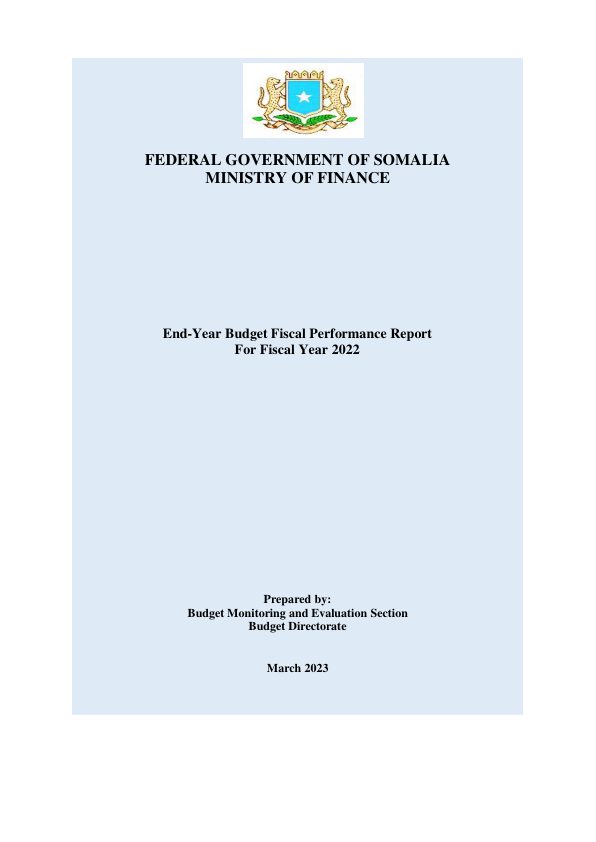 FEDERAL GOVERNMENT OF SOMALIA
MINISTRY OF FINANCE
End-Year Budget Fiscal Performance Report
For Fiscal Year 2022
Prepared by:
Budget Monitoring and Evaluation Section
Budget Directorate
March 2023